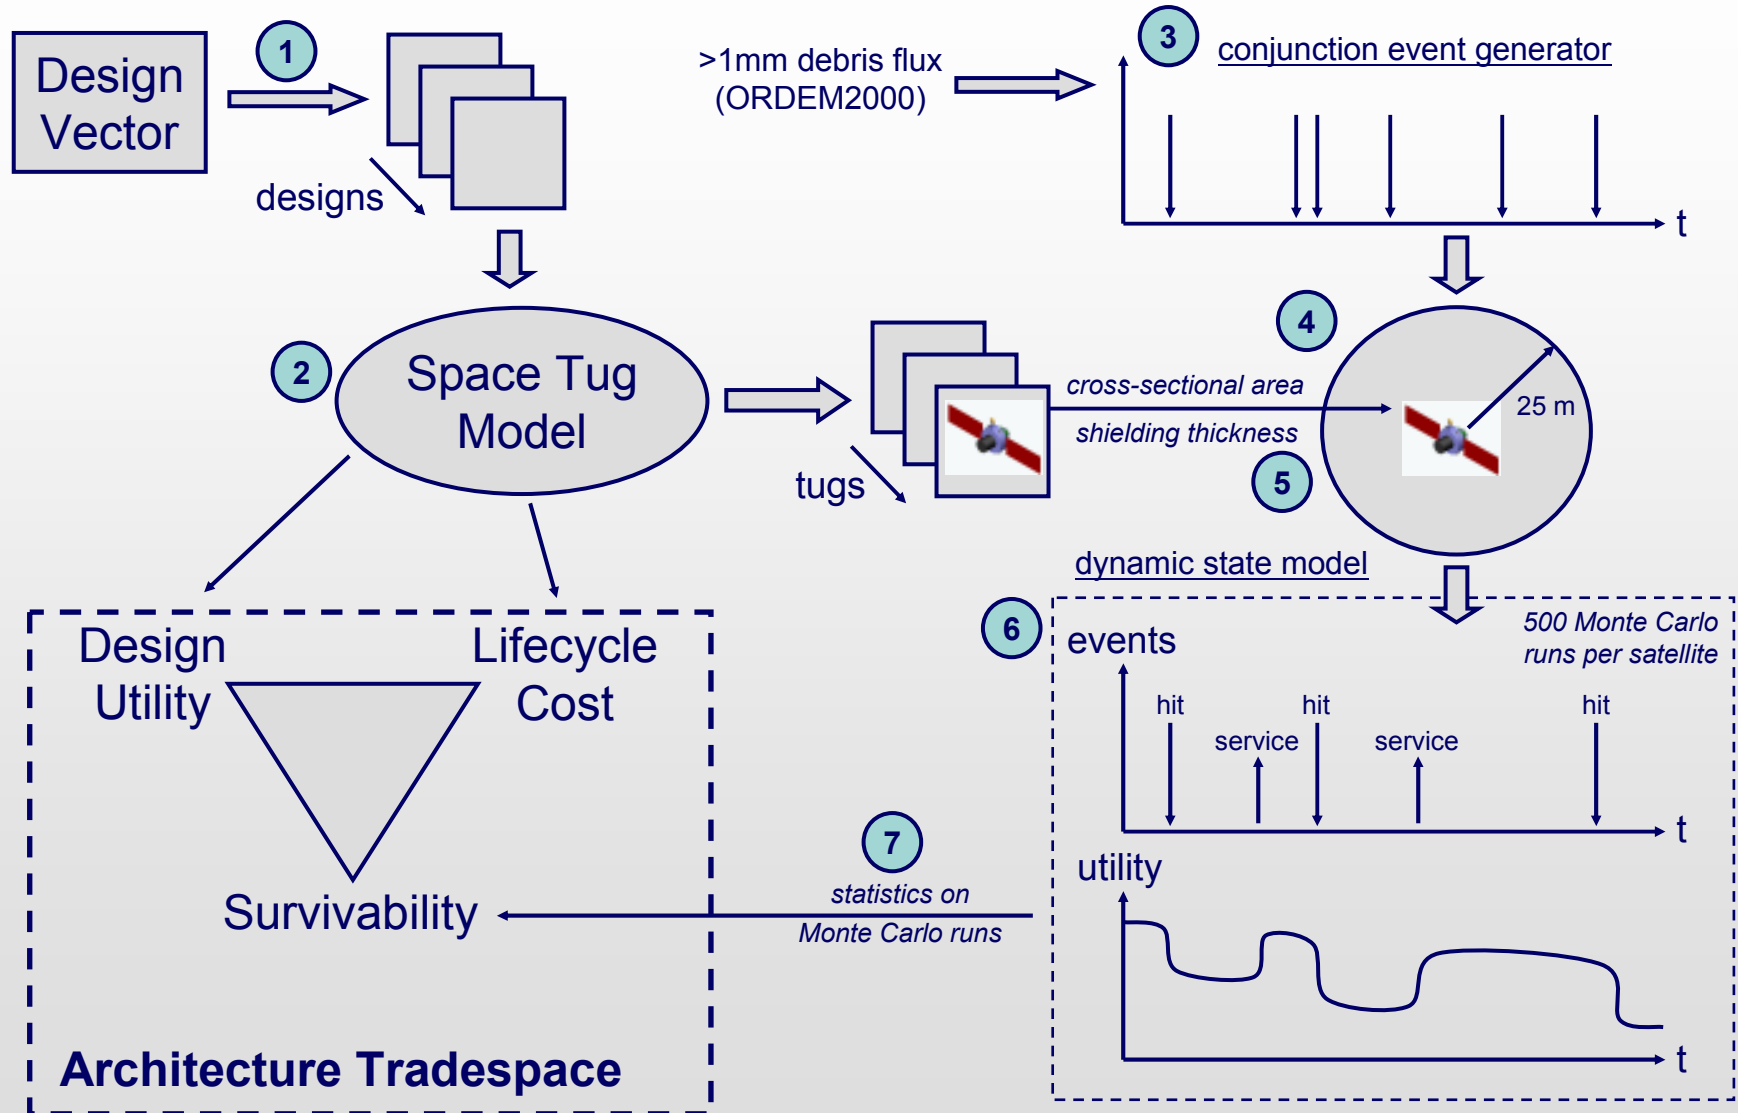 Design
Vector
1
designs
>1mm debris flux
(ORDEM2000)
3
conjunction event generator
t
2
Space Tug
Model
tugs
cross-sectional area
shielding thickness
4
5
25 m
dynamic state model
6
500 Monte Carlo
runs per satellite
events
hit
service
hit
service
hit
t
utility
t
7
statistics on
Monte Carlo runs
Design
Utility
Lifecycle
Cost
Survivability
Architecture Tradespace